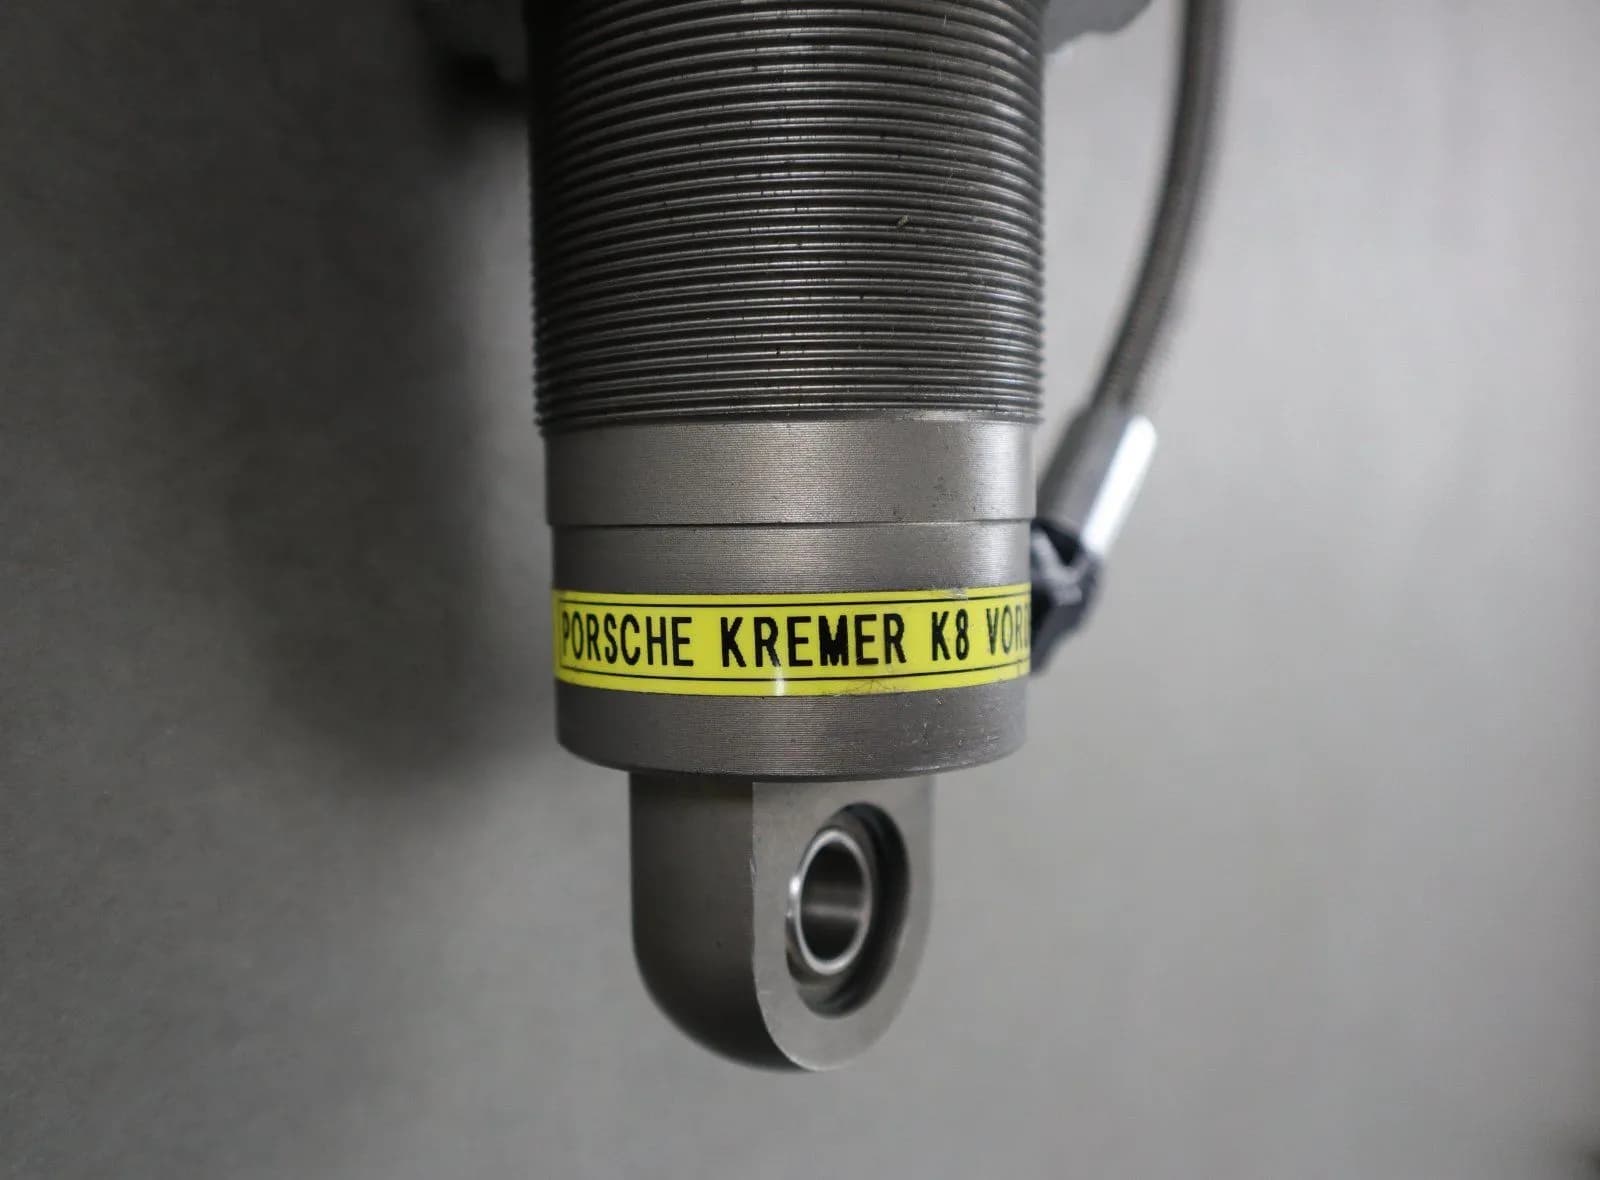 PORSCHE KREMER K8